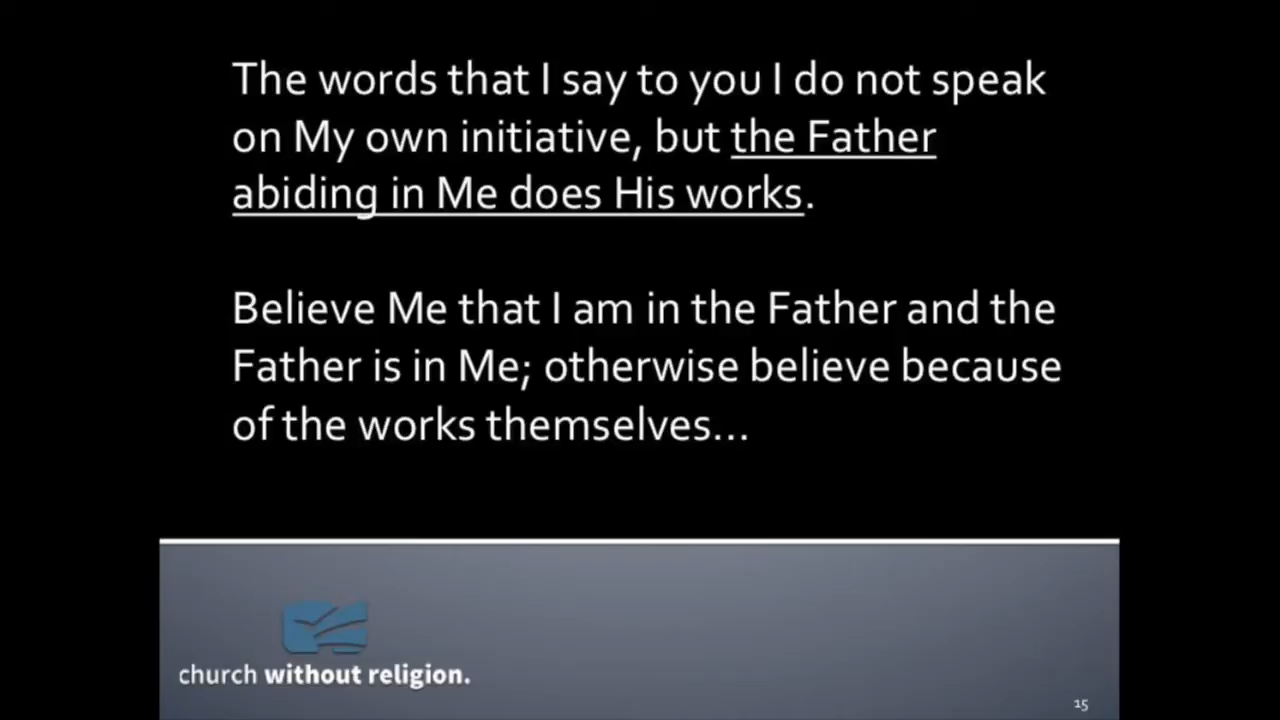 The words that I say to you I do not speak
on My own initiative, but the Father
abiding in Me does His works.
Believe Me that I am in the Father and the
Father is in Me; otherwise believe because
of the works themselves...
church without religion.
15